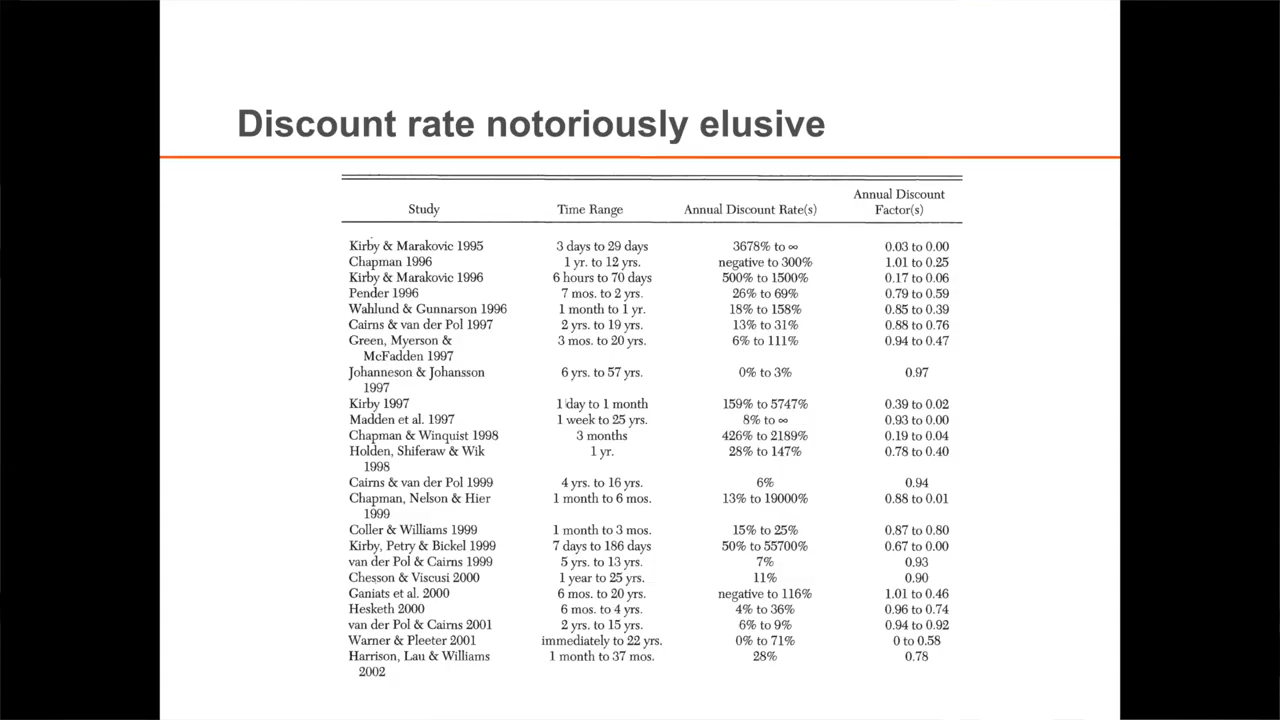 Discount rate notoriously elusive
Annual Discount
Study Time Range Annual Discount Rate(s) Factor(s)
Kirby & Marakovic 1995 3 days to 29 days 3678% to ∞ 0.03 to 0.00
Chapman 1996 1 yr. to 12 yrs. negative to 300% 1.01 to 0.25
Kirby & Marakovic 1996 6 hours to 70 days 500% to 1500% 0.17 to 0.06
Pender 1996 7 mos. to 2 yrs. 26% to 69% 0.79 to 0.59
Wahlund & Gunnarson 1996 1 month to 1 yr. 18% to 158% 0.85 to 0.39
Cairns & van der Pol 1997 2 yrs. to 19 yrs. 13% to 31% 0.88 to 0.76
Green, Myerson & 3 mos. to 20 yrs. 6% to 111% 0.94 to 0.47
McFadden 1997
Johanneson & Johansson 6 yrs. to 57 yrs. 0% to 3% 0.97
1997
Kirby 1997 1 day to 1 month 159% to 5747% 0.39 to 0.02
Madden et al. 1997 1 week to 25 yrs. 8% to ∞ 0.93 to 0.00
Chapman & Winquist 1998 3 months 426% to 2189% 0.19 to 0.04
Holden, Shiferaw & Wik 1 yr. 28% to 147% 0.78 to 0.40
1998
Cairns & van der Pol 1999 4 yrs. to 16 yrs. 6% 0.94
Chapman, Nelson & Hier 1 month to 6 mos. 13% to 19000% 0.88 to 0.01
1999
Coller & Williams 1999 1 month to 3 mos. 15% to 25% 0.87 to 0.80
Kirby, Petry & Bickel 1999 7 days to 186 days 50% to 55700% 0.67 to 0.00
van der Pol & Cairns 1999 5 yrs. to 13 yrs. 7% 0.93
Chesson & Viscusi 2000 1 year to 25 yrs. 11% 0.90
Ganiats et al. 2000 6 mos. to 20 yrs. negative to 116% 1.01 to 0.46
Hesketh 2000 6 mos. to 4 yrs. 4% to 36% 0.96 to 0.74
van der Pol & Cairns 2001 2 yrs. to 15 yrs. 6% to 9% 0.94 to 0.92
Warner & Pleeter 2001 immediately to 22 yrs. 0% to 71% 0 to 0.58
Harrison, Lau & Williams 1 month to 37 mos. 28% 0.78
2002